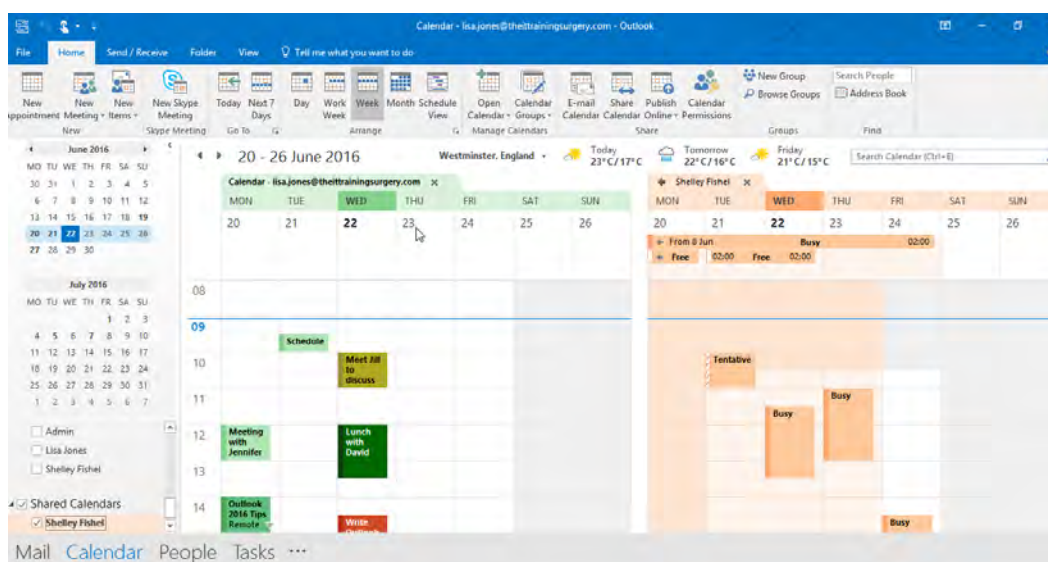 Calendar - lisa.jones@theittrainingsurgery.com - Outlook
File Home Send / Receive Folder View Tell me what you want to do
New Appointment New Meeting New Items New Skype Meeting Today Next 7 Days Day Work Week Week Month Schedule View Open Calendar Calendar Groups E-mail Calendar Share Calendar Publish Online Calendar Permissions New Group Search People
Browse Groups Address Book
New Skype Meeting Go To Arrange Manage Calendars Share Groups Find
June 2016
MO TU WE TH FR SA SU
30 31 1 2 3 4 5
6 7 8 9 10 11 12
13 14 15 16 17 18 19
20 21 22 23 24 25 26
27 28 29 30
July 2016
MO TU WE TH FR SA SU
1 2 3
4 5 6 7 8 9 10
11 12 13 14 15 16 17
18 19 20 21 22 23 24
25 26 27 28 29 30 31
1 2 3 4 5 6 7
Admin
Lisa Jones
Shelley Fishel
Shared Calendars
Shelley Fishel
20 - 26 June 2016 Westminster, England Today 23°C/17°C Tomorrow 22°C/16°C Friday 21°C/15°C Search Calendar (Ctrl+E)
Calendar - lisa.jones@theittrainingsurgery.com
MON TUE WED THU FRI SAT SUN
20 21 22 23 24 25 26
08
09
Schedule
10
Meet Jill
to
discuss
11
12
Meeting
with
Jennifer
Lunch
with
David
13
14
Outlook
2016 Tips
Remote
Write
Shelley Fishel
MON TUE WED THU FRI SAT SUN
20 21 22 23 24 25 26
From 8 Jun Busy 02:00
Free 02:00 Free 02:00
Tentative
Busy
Busy
Busy
Mail Calendar People Tasks ...